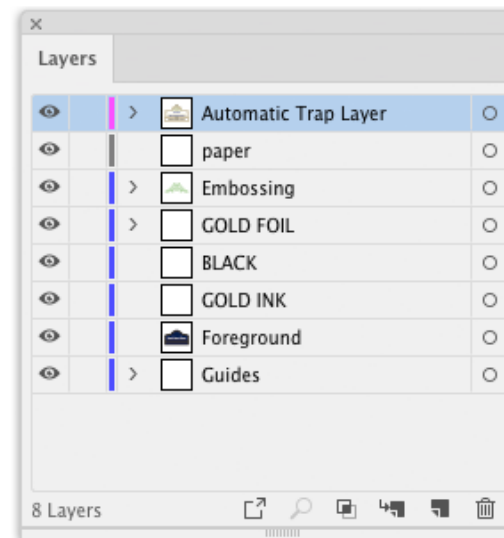 Layers
Automatic Trap Layer
paper
Embossing
GOLD FOIL
BLACK
GOLD INK
Foreground
Guides
8 Layers